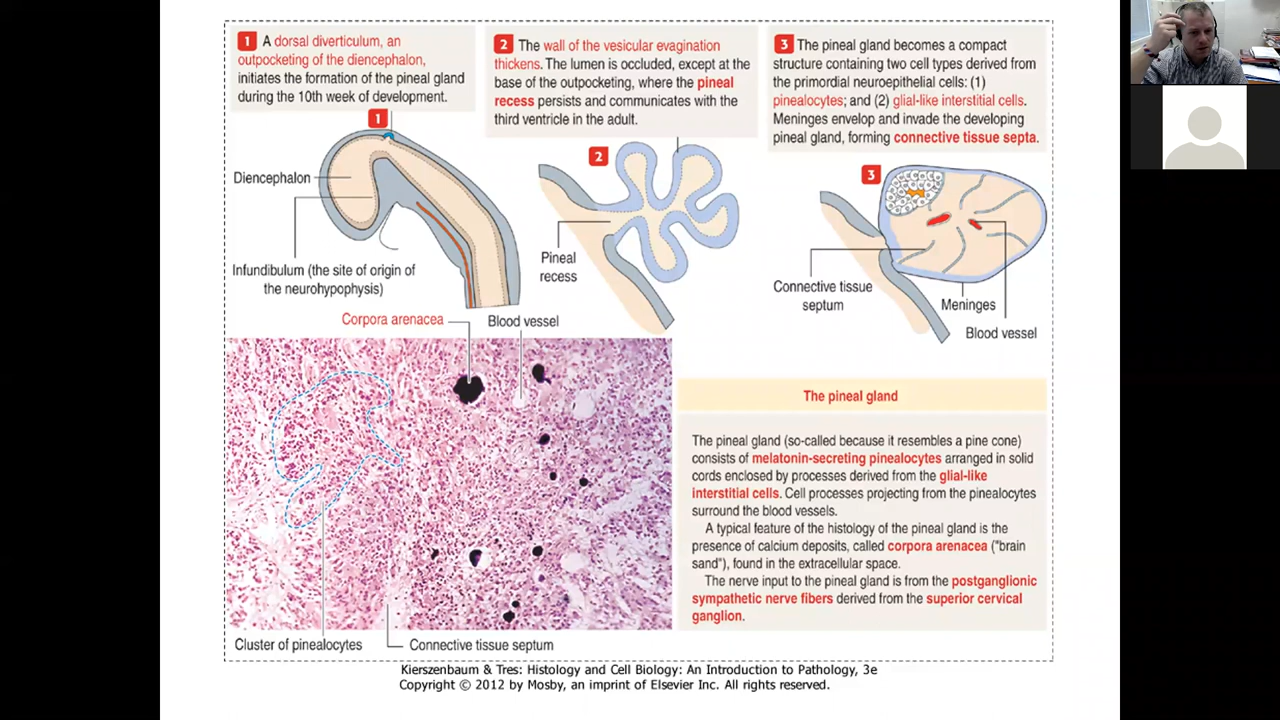 1 A dorsal diverticulum, an
outpocketing of the diencephalon,
initiates the formation of the pineal gland
during the 10th week of development.
2 The wall of the vesicular evagination
thickens. The lumen is occluded, except at the
base of the outpocketing, where the pineal
recess persists and communicates with the
third ventricle in the adult.
3 The pineal gland becomes a compact
structure containing two cell types derived from
the primordial neuroepithelial cells: (1)
pinealocytes; and (2) glial-like interstitial cells.
Meninges envelop and invade the developing
pineal gland, forming connective tissue septa.
1
Diencephalon
Infundibulum (the site of origin of
the neurohypophysis)
2
Pineal
recess
3
Connective tissue
septum
Meninges
Blood vessel
Corpora arenacea
Blood vessel
Cluster of pinealocytes
Connective tissue septum
The pineal gland
The pineal gland (so-called because it resembles a pine cone)
consists of melatonin-secreting pinealocytes arranged in solid
cords enclosed by processes derived from the glial-like
interstitial cells. Cell processes projecting from the pinealocytes
surround the blood vessels.
A typical feature of the histology of the pineal gland is the
presence of calcium deposits, called corpora arenacea ("brain
sand"), found in the extracellular space.
The nerve input to the pineal gland is from the postganglionic
sympathetic nerve fibers derived from the superior cervical
ganglion.
Kierszenbaum & Tres: Histology and Cell Biology: An Introduction to Pathology, 3e
Copyright © 2012 by Mosby, an imprint of Elsevier Inc. All rights reserved.